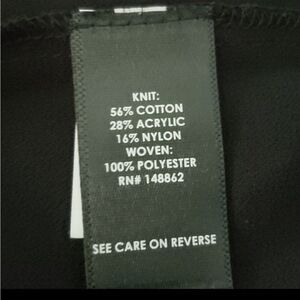 KNIT:
56% COTTON
28% ACRYLIC
16% NYLON
WOVEN:
100% POLYESTER
RN# 148862
SEE CARE ON REVERSE